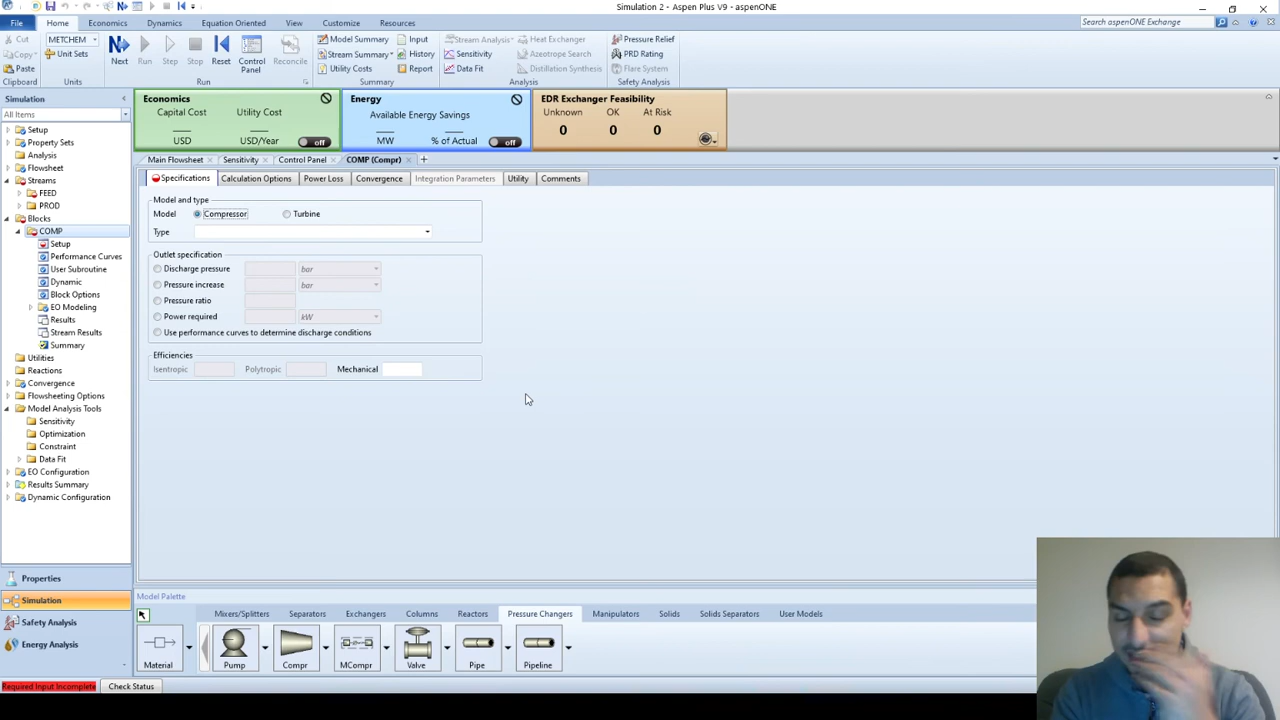 Simulation 2 - Aspen Plus V9 - aspenONE
File Home Economics Dynamics Equation Oriented View Customize Resources Search aspenONE Exchange
Cut METCHEM Model Summary Input Stream Analysis Heat Exchanger Pressure Relief
Copy Unit Sets Next Run Step Stop Reset Control Panel Reconcile Stream Summary History Sensitivity Azeotrope Search PRD Rating
Paste Utility Costs Report Data Fit Distillation Synthesis Flare System
Clipboard Units Run Summary Analysis Safety Analysis
Simulation
All Items
Setup
Property Sets
Analysis
Flowsheet
Streams
FEED
PROD
Blocks
COMP
Setup
Performance Curves
User Subroutine
Dynamic
Block Options
EO Modeling
Results
Stream Results
Summary
Utilities
Reactions
Convergence
Flowsheeting Options
Model Analysis Tools
Sensitivity
Optimization
Constraint
Data Fit
EO Configuration
Results Summary
Dynamic Configuration
Properties
Simulation
Safety Analysis
Energy Analysis
Economics
Capital Cost Utility Cost
USD USD/Year off
Energy
Available Energy Savings
MW % of Actual off
EDR Exchanger Feasibility
Unknown OK At Risk
0 0 0
Main Flowsheet Sensitivity Control Panel COMP (Compr)
Specifications Calculation Options Power Loss Convergence Integration Parameters Utility Comments
Model and type
Model Compressor Turbine
Type
Outlet specification
Discharge pressure bar
Pressure increase bar
Pressure ratio
Power required kW
Use performance curves to determine discharge conditions
Efficiencies
Isentropic Polytropic Mechanical
Model Palette
Mixers/Splitters Separators Exchangers Columns Reactors Pressure Changers Manipulators Solids Solids Separators User Models
Material Pump Compr MCompr Valve Pipe Pipeline
Required Input Incomplete Check Status